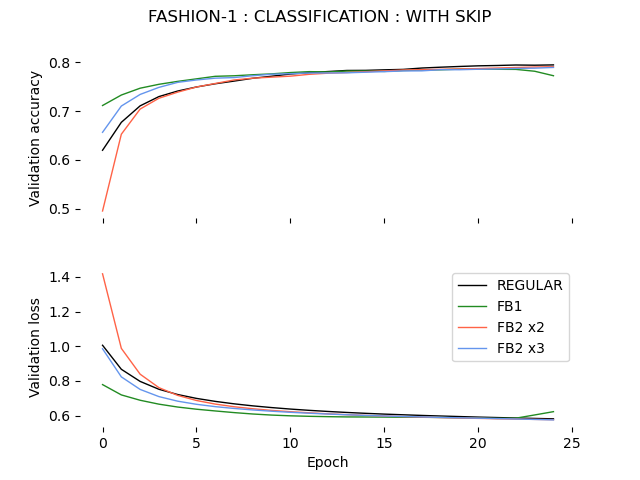 FASHION-1 : CLASSIFICATION : WITH SKIP
Validation accuracy
0.8
0.7
0.6
0.5
Validation loss
1.4
1.2
1.0
0.8
0.6
REGULAR
FB1
FB2 x2
FB2 x3
0 5 10 15 20 25
Epoch